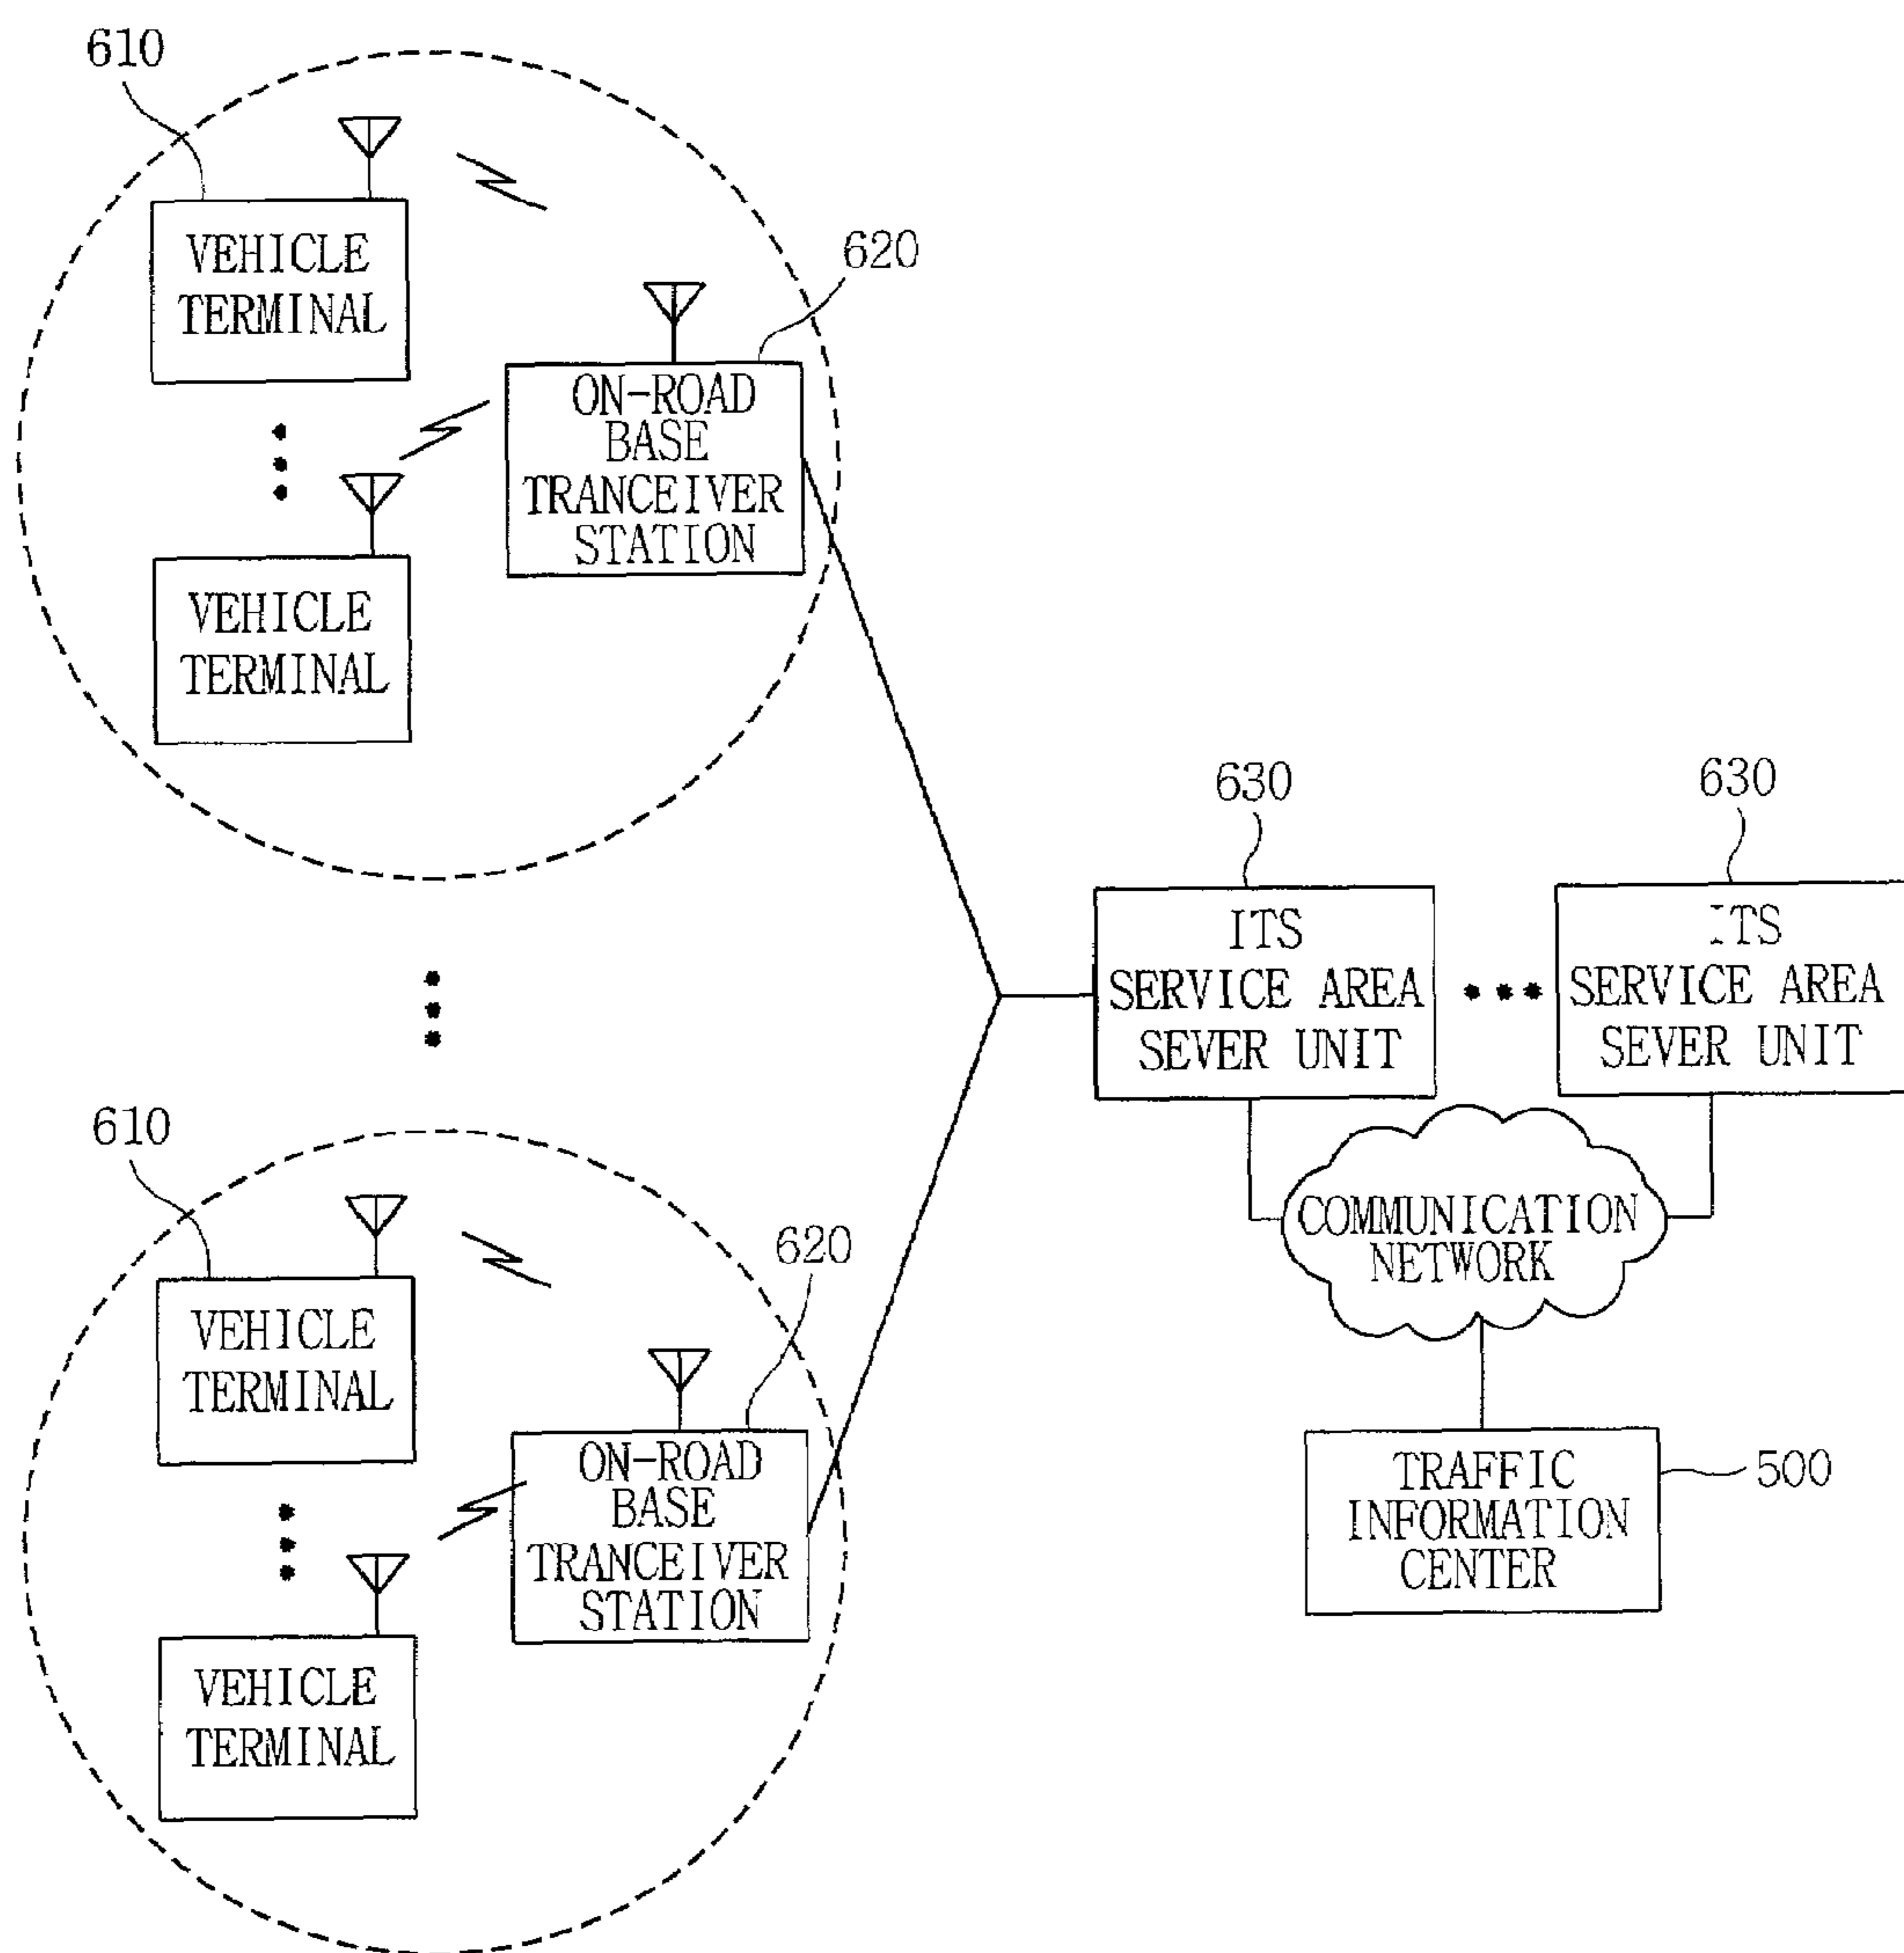 610
VEHICLE
TERMINAL
620
ON-ROAD
BASE
TRANCEIVER
STATION
VEHICLE
TERMINAL
630
630
ITS
SERVICE AREA
SEVER UNIT
ITS
SERVICE AREA
SEVER UNIT
COMMUNICATION
NETWORK
610
VEHICLE
TERMINAL
620
ON-ROAD
BASE
TRANCEIVER
STATION
VEHICLE
TERMINAL
TRAFFIC
INFORMATION
CENTER
500